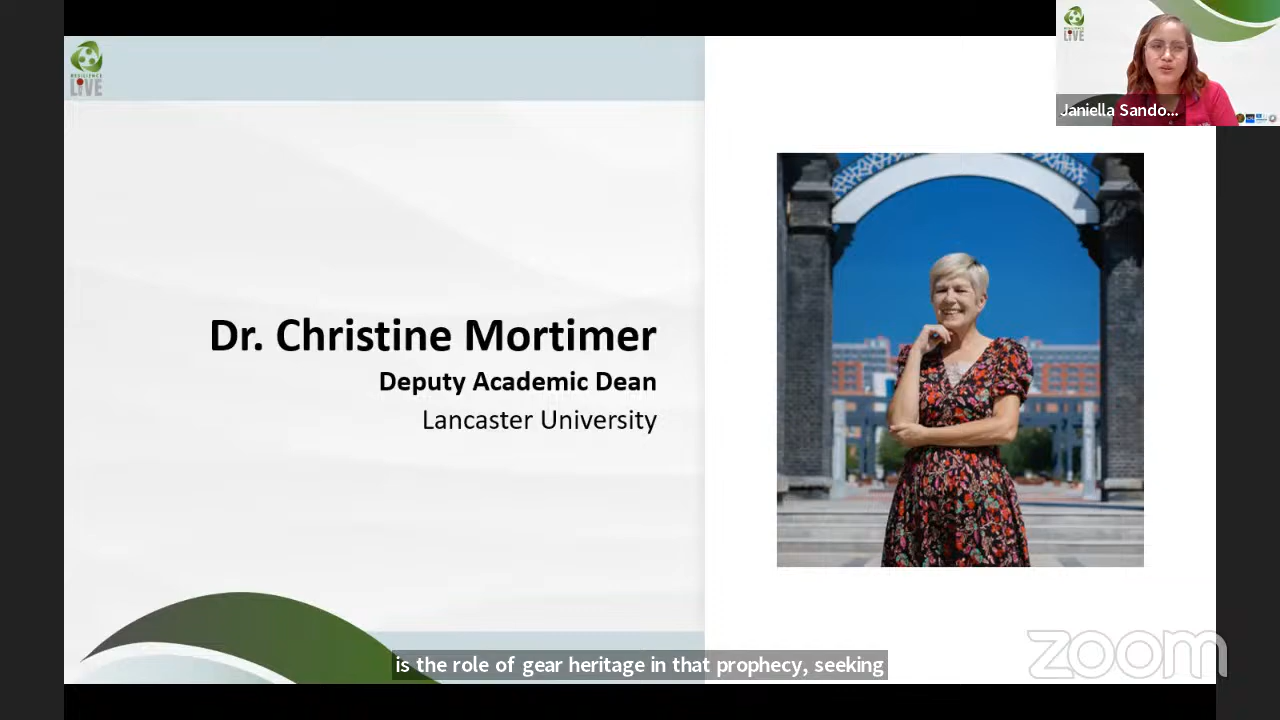 RESILIENCE
LIVE
LIVE
Janiella Sando...
Dr. Christine Mortimer
Deputy Academic Dean
Lancaster University
is the role of gear heritage in that prophecy, seeking
zoom